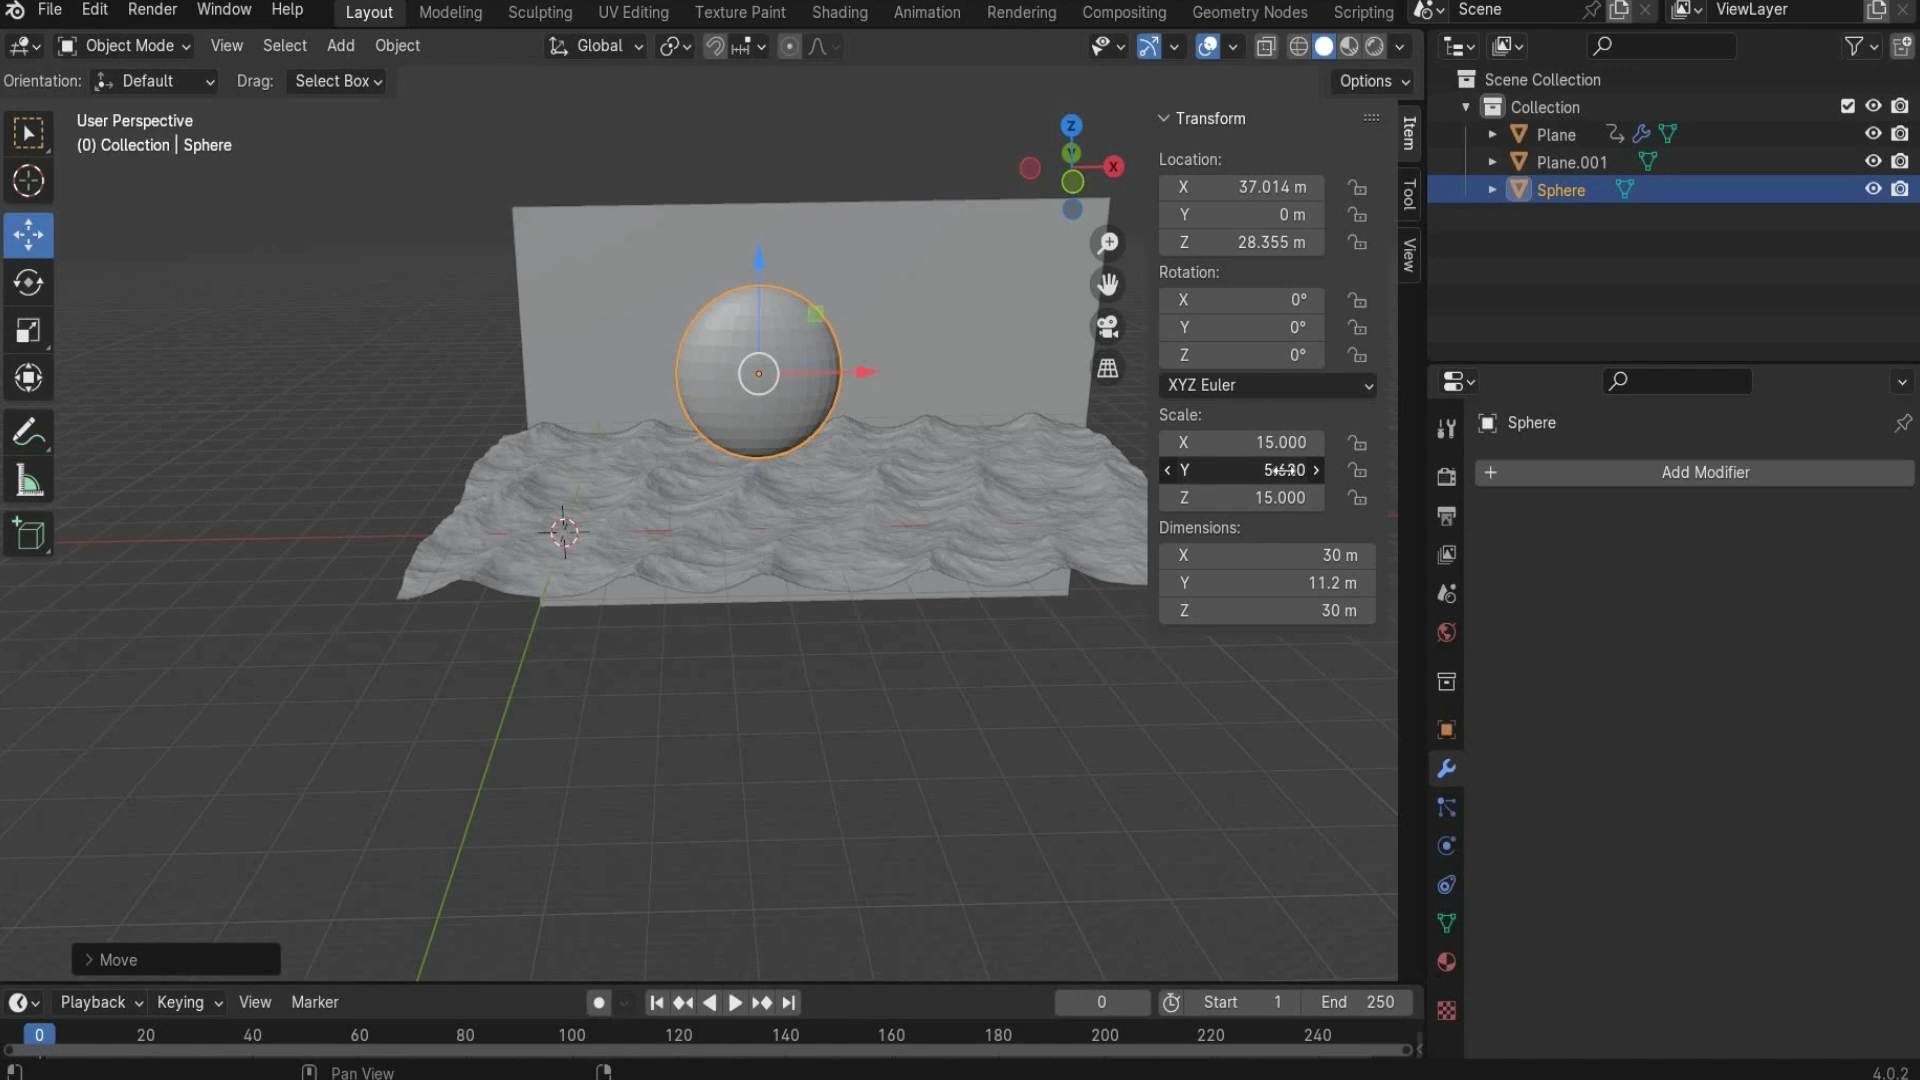 File Edit Render Window Help Layout Modeling Sculpting UV Editing Texture Paint Shading Animation Rendering Compositing Geometry Nodes Scripting Scene ViewLayer
Object Mode View Select Add Object Global
Orientation: Default Drag: Select Box Options
User Perspective
(0) Collection | Sphere
Z
Y
X
Transform
Location:
X 37.014 m
Y 0 m
Z 28.355 m
Rotation:
X 0°
Y 0°
Z 0°
XYZ Euler
Scale:
X 15.000
Y
Z 15.000
Dimensions:
X 30 m
Y 11.2 m
Z 30 m
Item
Tool
View
Scene Collection
Collection
Plane
Plane.001
Sphere
Sphere
+ Add Modifier
Move
Playback Keying View Marker 0 Start 1 End 250
0 20 40 60 80 100 120 140 160 180 200 220 240
Pan View 4.0.2